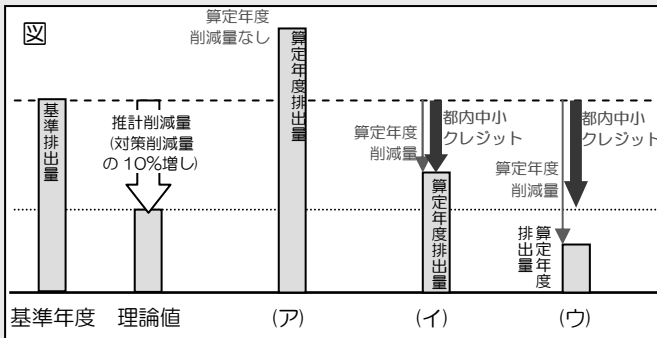 図
算定年度
削減量なし
基準排出量
推計削減量
(対策削減量
の10%増し)
算定年度排出量
算定年度
削減量
都内中小
クレジット
算定年度排出量
都内中小
クレジット
算定年度
削減量
算定年度
排出量
基準年度 理論値 (ア) (イ) (ウ)